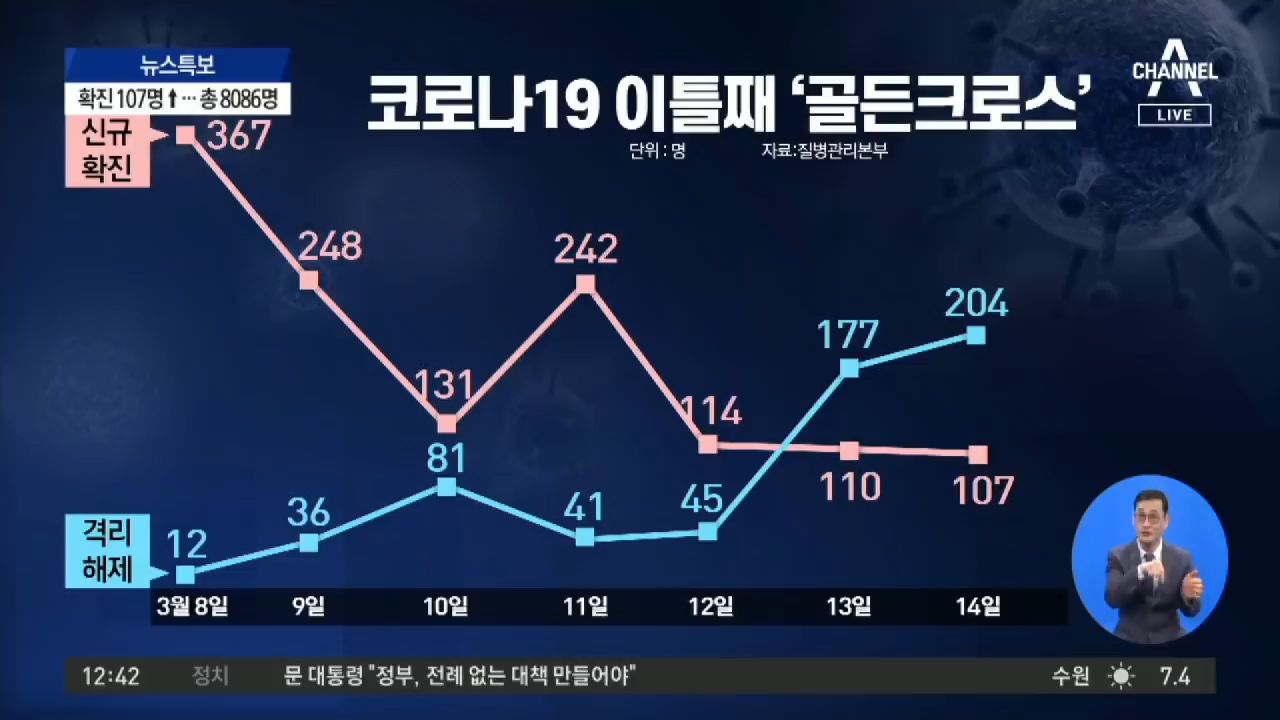 뉴스특보
확진 107명⬆… 총 8086명
코로나19 이틀째 ‘골든크로스’
단위 : 명 자료:질병관리본부
CHANNEL A
LIVE
신규
확진
367
248
131
242
114
110
107
격리
해제
12
36
81
41
45
177
204
3월 8일 9일 10일 11일 12일 13일 14일
12:42 정치 문 대통령 "정부, 전례 없는 대책 만들어야" 수원 7.4